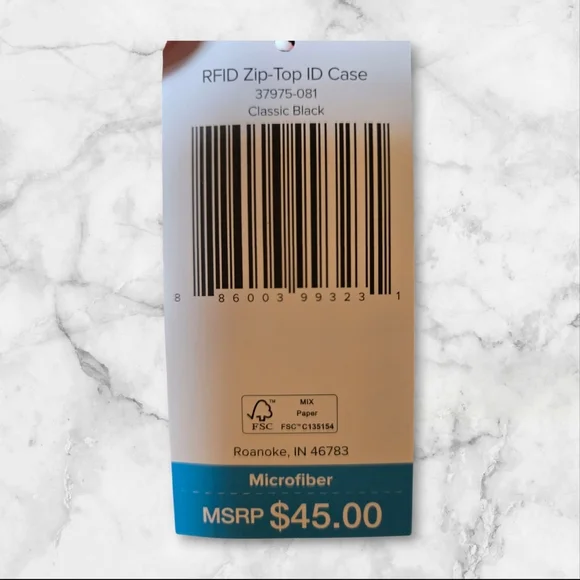 RFID Zip-Top ID Case
37975-081
Classic Black
8 86003 99323 1
MIX
Paper
FSC™ C135154
FSC
Roanoke, IN 46783
Microfiber
MSRP $45.00